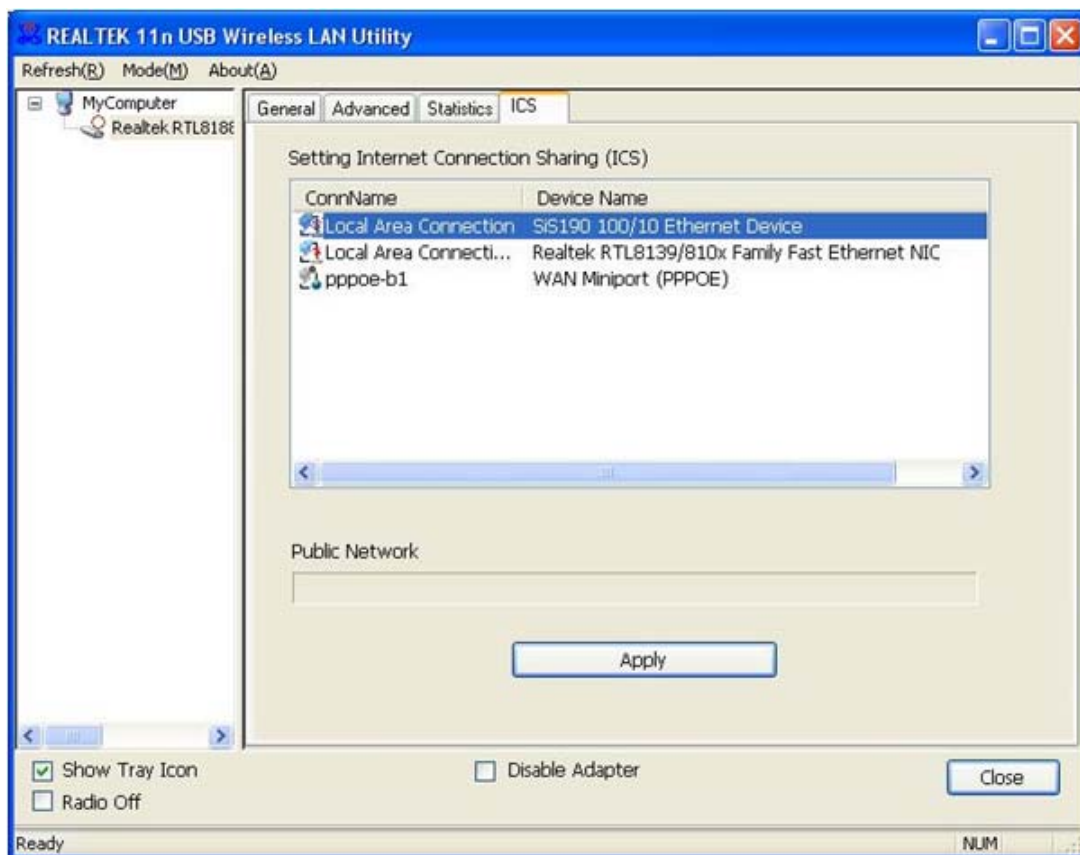 REALTEK 11n USB Wireless LAN Utility
Refresh(R) Mode(M) About(A)
MyComputer
Realtek RTL8188
General Advanced Statistics ICS
Setting Internet Connection Sharing (ICS)
ConnName Device Name
Local Area Connection SiS190 100/10 Ethernet Device
Local Area Connecti... Realtek RTL8139/810x Family Fast Ethernet NIC
pppoe-b1 WAN Miniport (PPPOE)
Public Network
Apply
Show Tray Icon
Disable Adapter
Close
Radio Off
Ready NUM